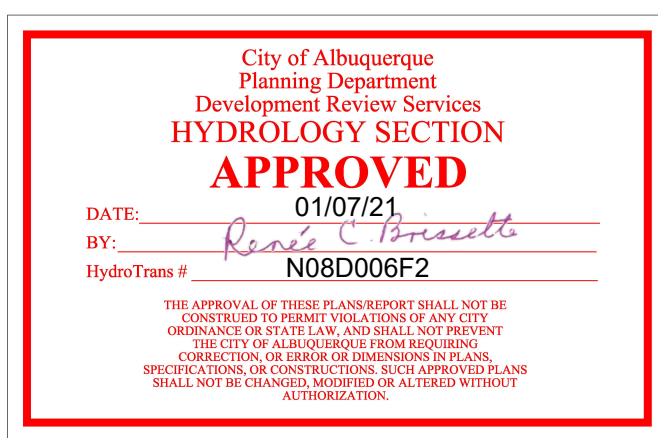 City of Albuquerque
Planning Department
Development Review Services
HYDROLOGY SECTION
APPROVED
DATE: 01/07/21
BY: Renée C. Brissette
HydroTrans # N08D006F2
THE APPROVAL OF THESE PLANS/REPORT SHALL NOT BE
CONSTRUED TO PERMIT VIOLATIONS OF ANY CITY
ORDINANCE OR STATE LAW, AND SHALL NOT PREVENT
THE CITY OF ALBUQUERQUE FROM REQUIRING
CORRECTION, OR ERROR OR DIMENSIONS IN PLANS,
SPECIFICATIONS, OR CONSTRUCTIONS. SUCH APPROVED PLANS
SHALL NOT BE CHANGED, MODIFIED OR ALTERED WITHOUT
AUTHORIZATION.